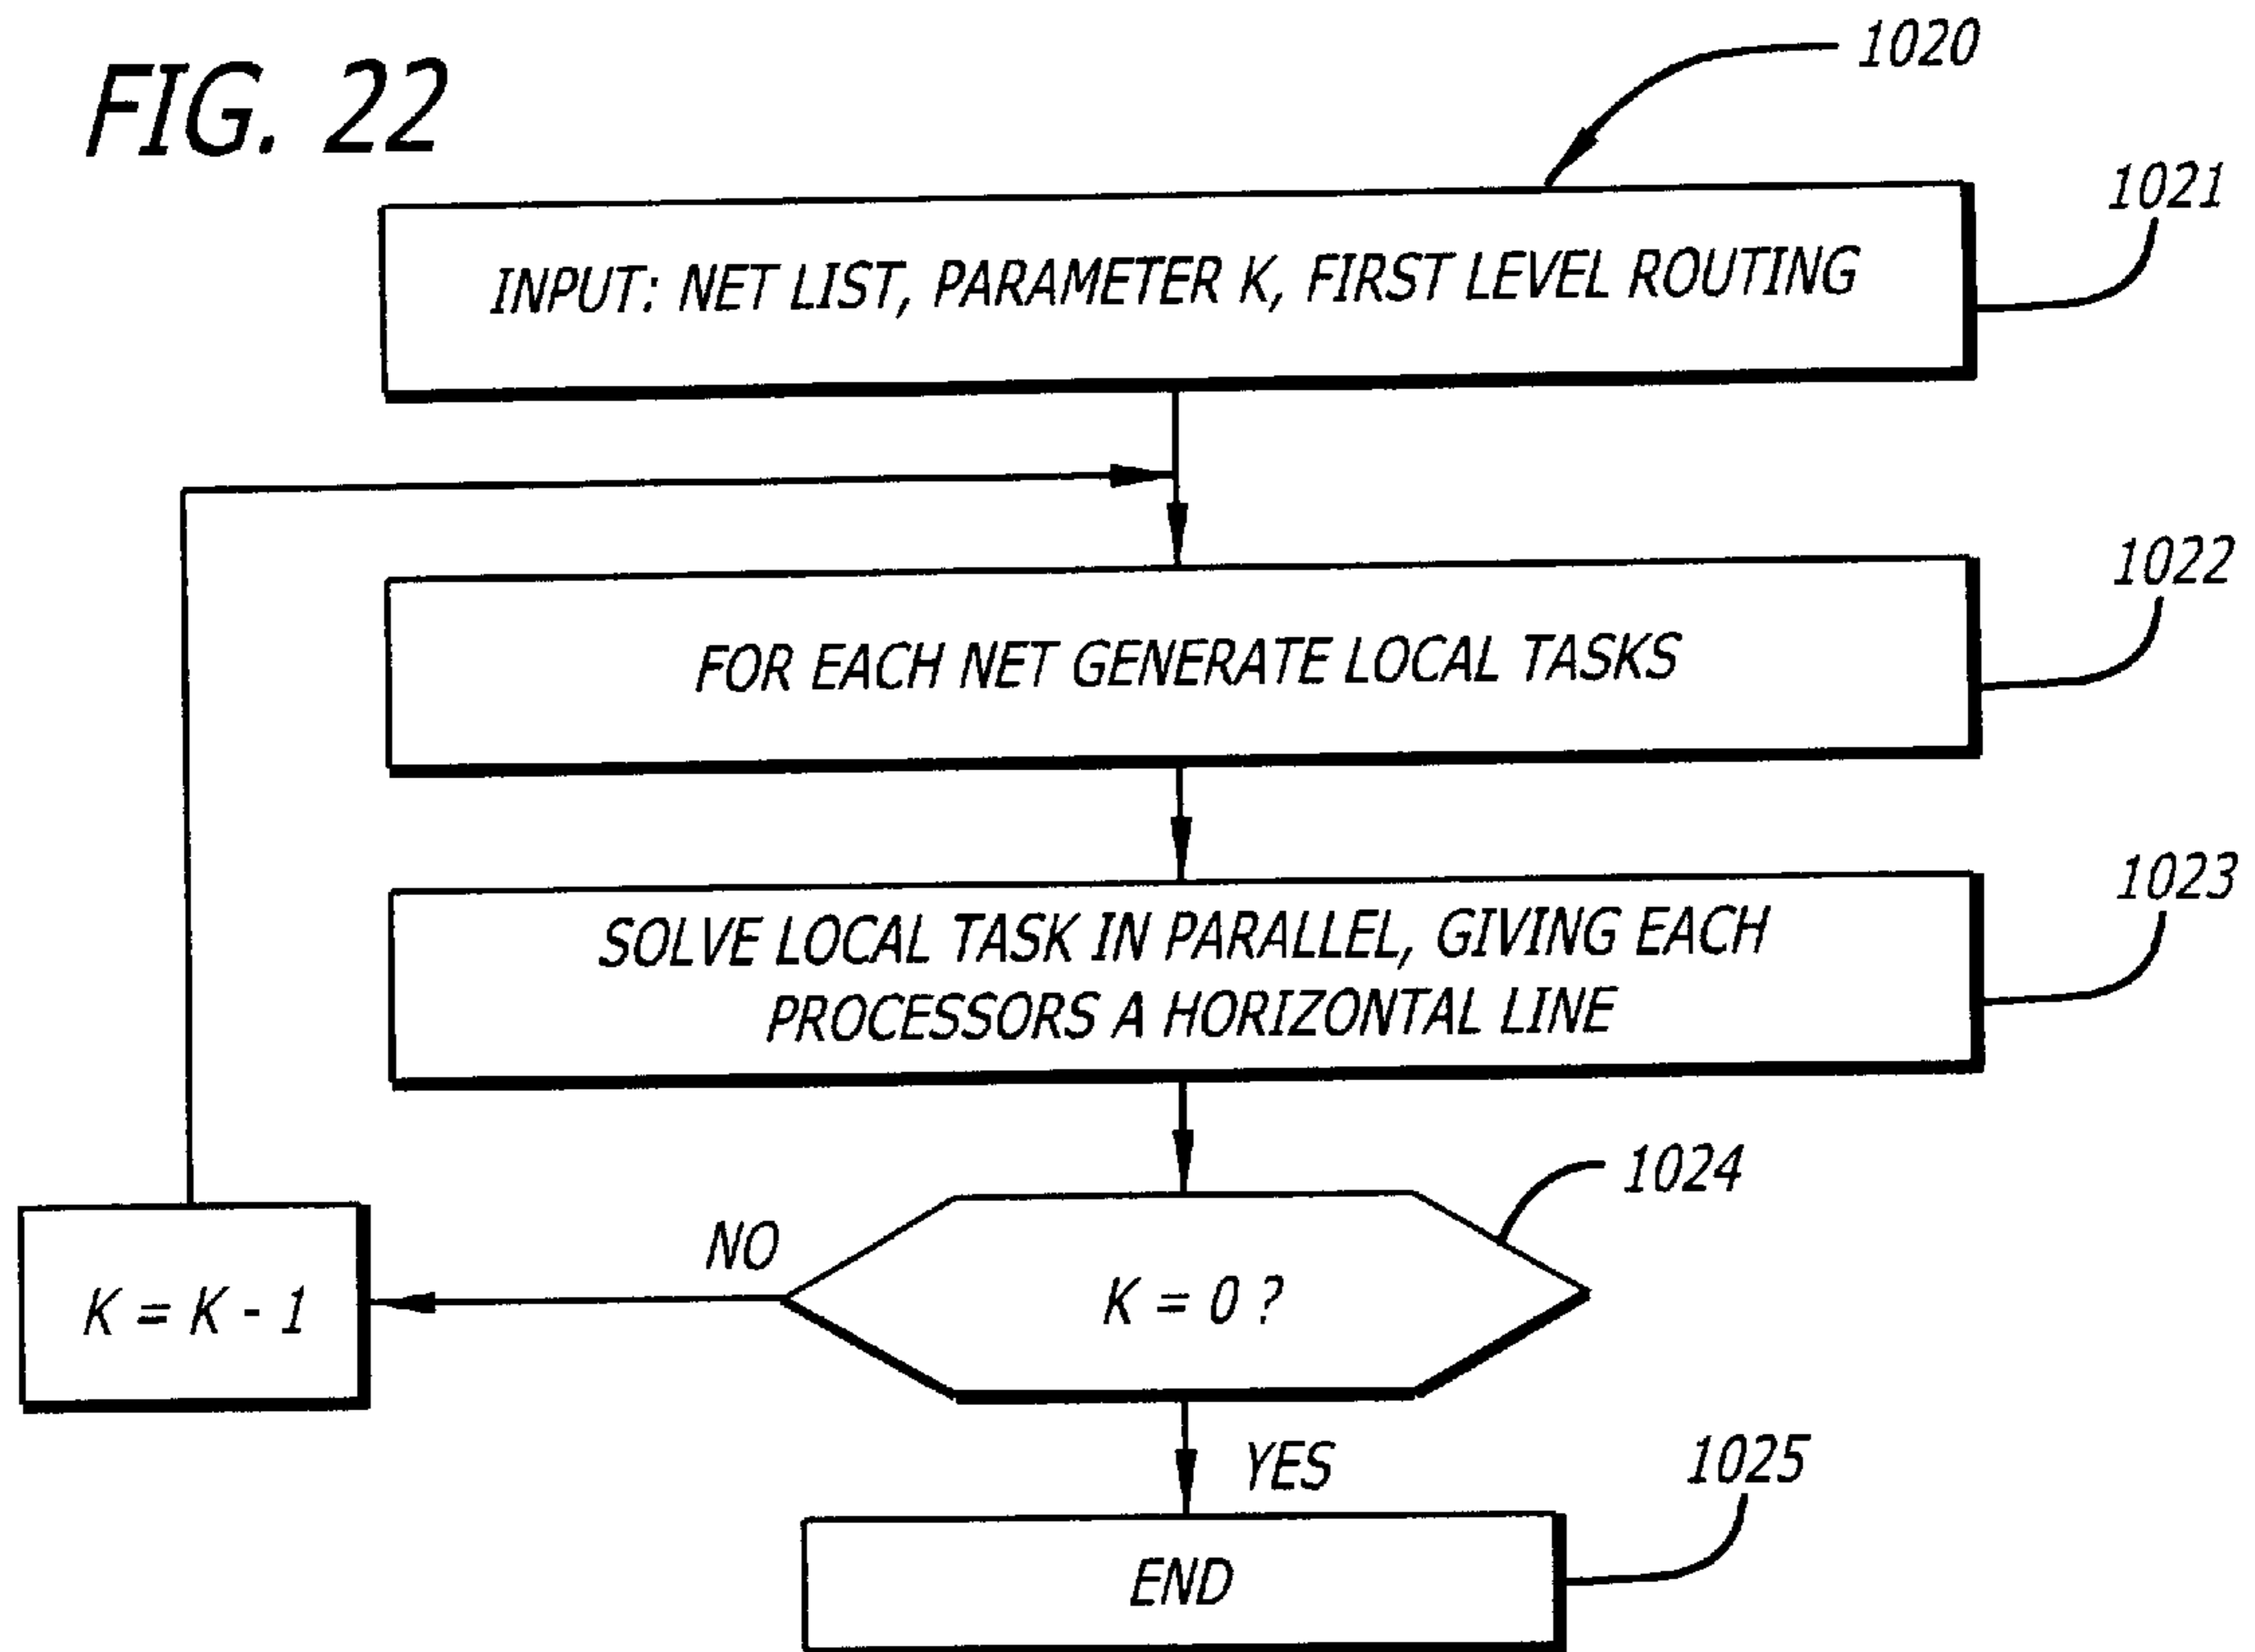 FIG. 22
1020
1021
INPUT: NET LIST, PARAMETER K, FIRST LEVEL ROUTING
1022
FOR EACH NET GENERATE LOCAL TASKS
1023
SOLVE LOCAL TASK IN PARALLEL, GIVING EACH
PROCESSORS A HORIZONTAL LINE
1024
NO
K = K - 1
K = 0 ?
YES
1025
END